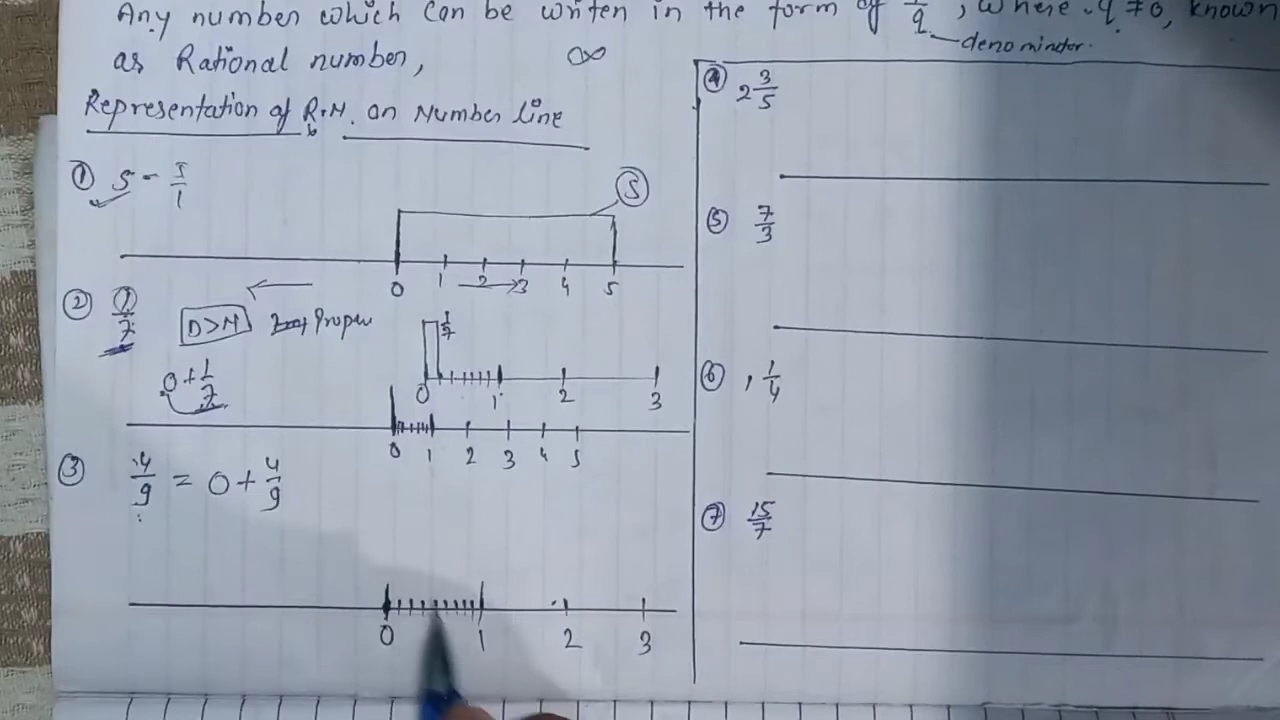 Any number which can be writen in the form of /q , where q ≠ 0, known
denomindor.
as Rational number, ∞
Representation of R.N. on Number line
① 5 - 5/1
⑤
0 1 2 3 4 5
② 1/7 D>N Proper
1/7
0 + 1/7
0 1 2 3
0 1 2 3 4 5
③ 4/9 = 0 + 4/9
0 1 2 3
④ 2 3/5
⑤ 7/3
⑥ 1/4
⑦ 15/7